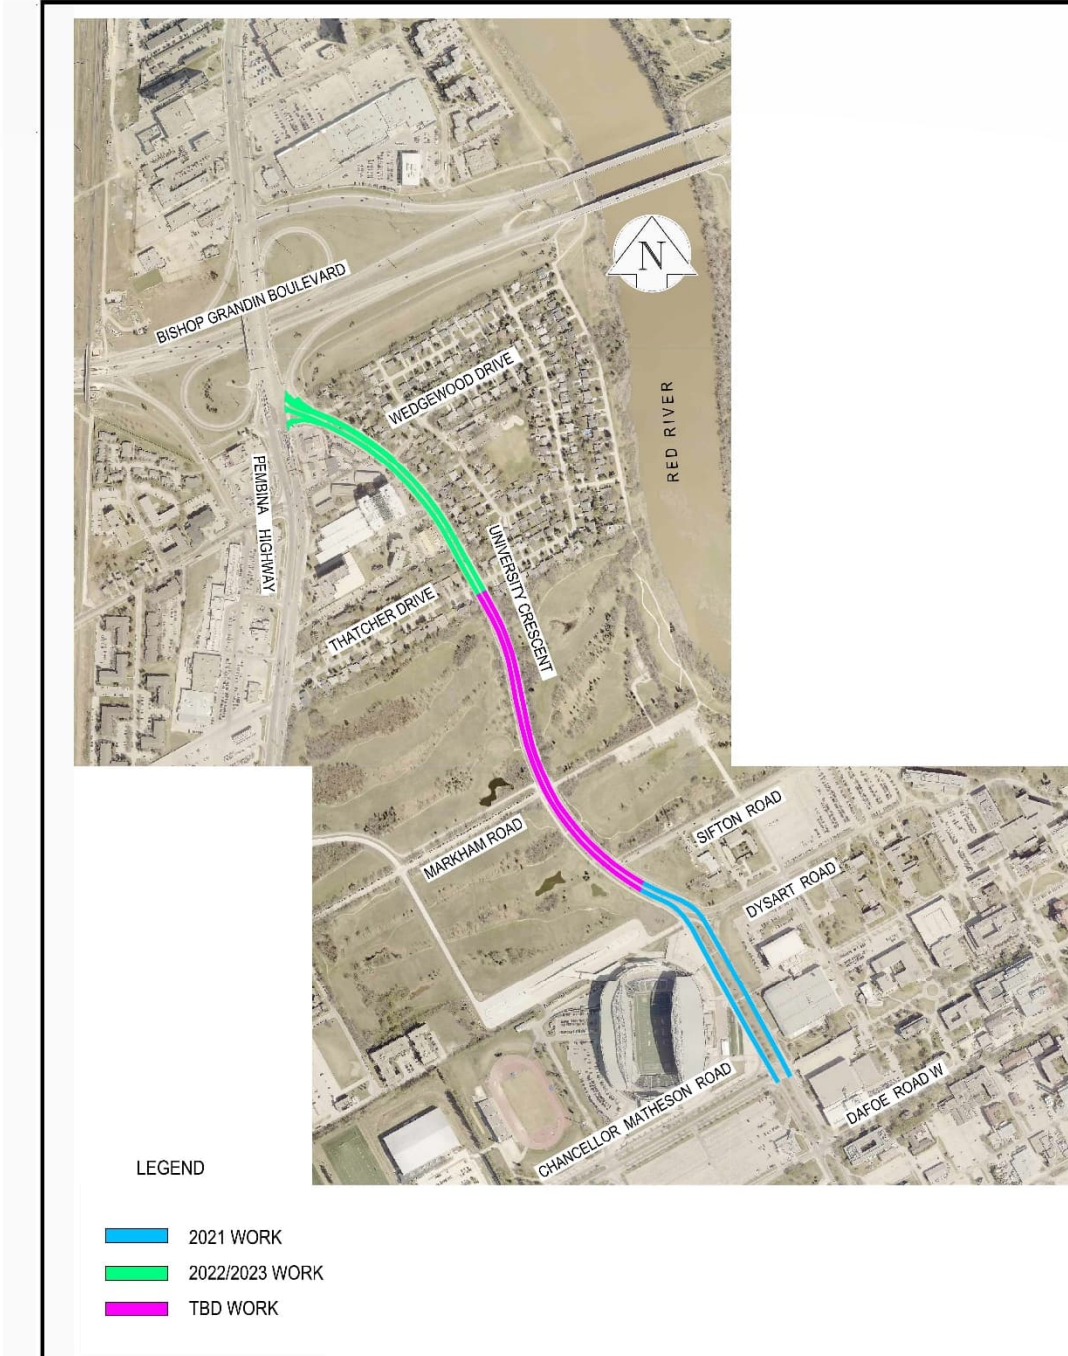 N
BISHOP GRANDIN BOULEVARD
WEDGEWOOD DRIVE
RED RIVER
PEMBINA HIGHWAY
UNIVERSITY CRESCENT
THATCHER DRIVE
SIFTON ROAD
MARKHAM ROAD
DYSART ROAD
CHANCELLOR MATHESON ROAD
DAFOE ROAD W
LEGEND
2021 WORK
2022/2023 WORK
TBD WORK